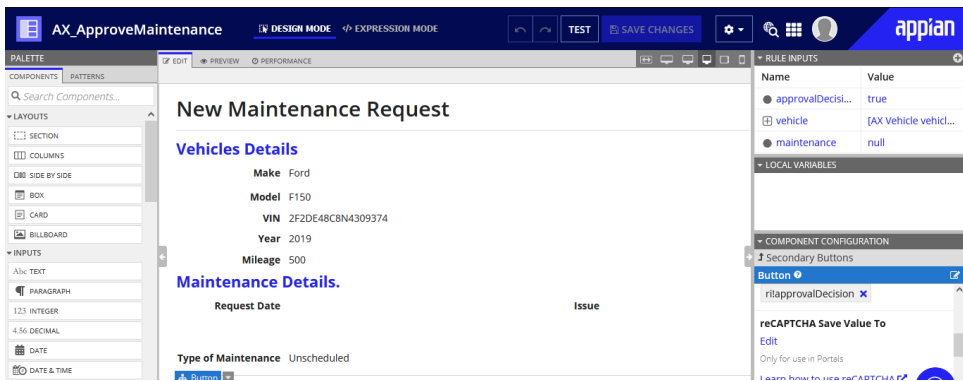 AX_ApproveMaintenance
DESIGN MODE
</> EXPRESSION MODE
TEST
SAVE CHANGES
appian
PALETTE
COMPONENTS PATTERNS
Search Components...
LAYOUTS
SECTION
COLUMNS
SIDE BY SIDE
BOX
CARD
BILLBOARD
INPUTS
Abc TEXT
PARAGRAPH
123 INTEGER
4.56 DECIMAL
DATE
DATE & TIME
EDIT PREVIEW PERFORMANCE
New Maintenance Request
Vehicles Details
Make Ford
Model F150
VIN 2F2DE48C8N4309374
Year 2019
Mileage 500
Maintenance Details.
Request Date Issue
Type of Maintenance Unscheduled
Button
RULE INPUTS
Name Value
approvalDecisi... true
vehicle [AX Vehicle vehicl...
maintenance null
LOCAL VARIABLES
COMPONENT CONFIGURATION
Secondary Buttons
Button
ri!approvalDecision
reCAPTCHA Save Value To
Edit
Only for use in Portals
Learn how to use reCAPTCHA